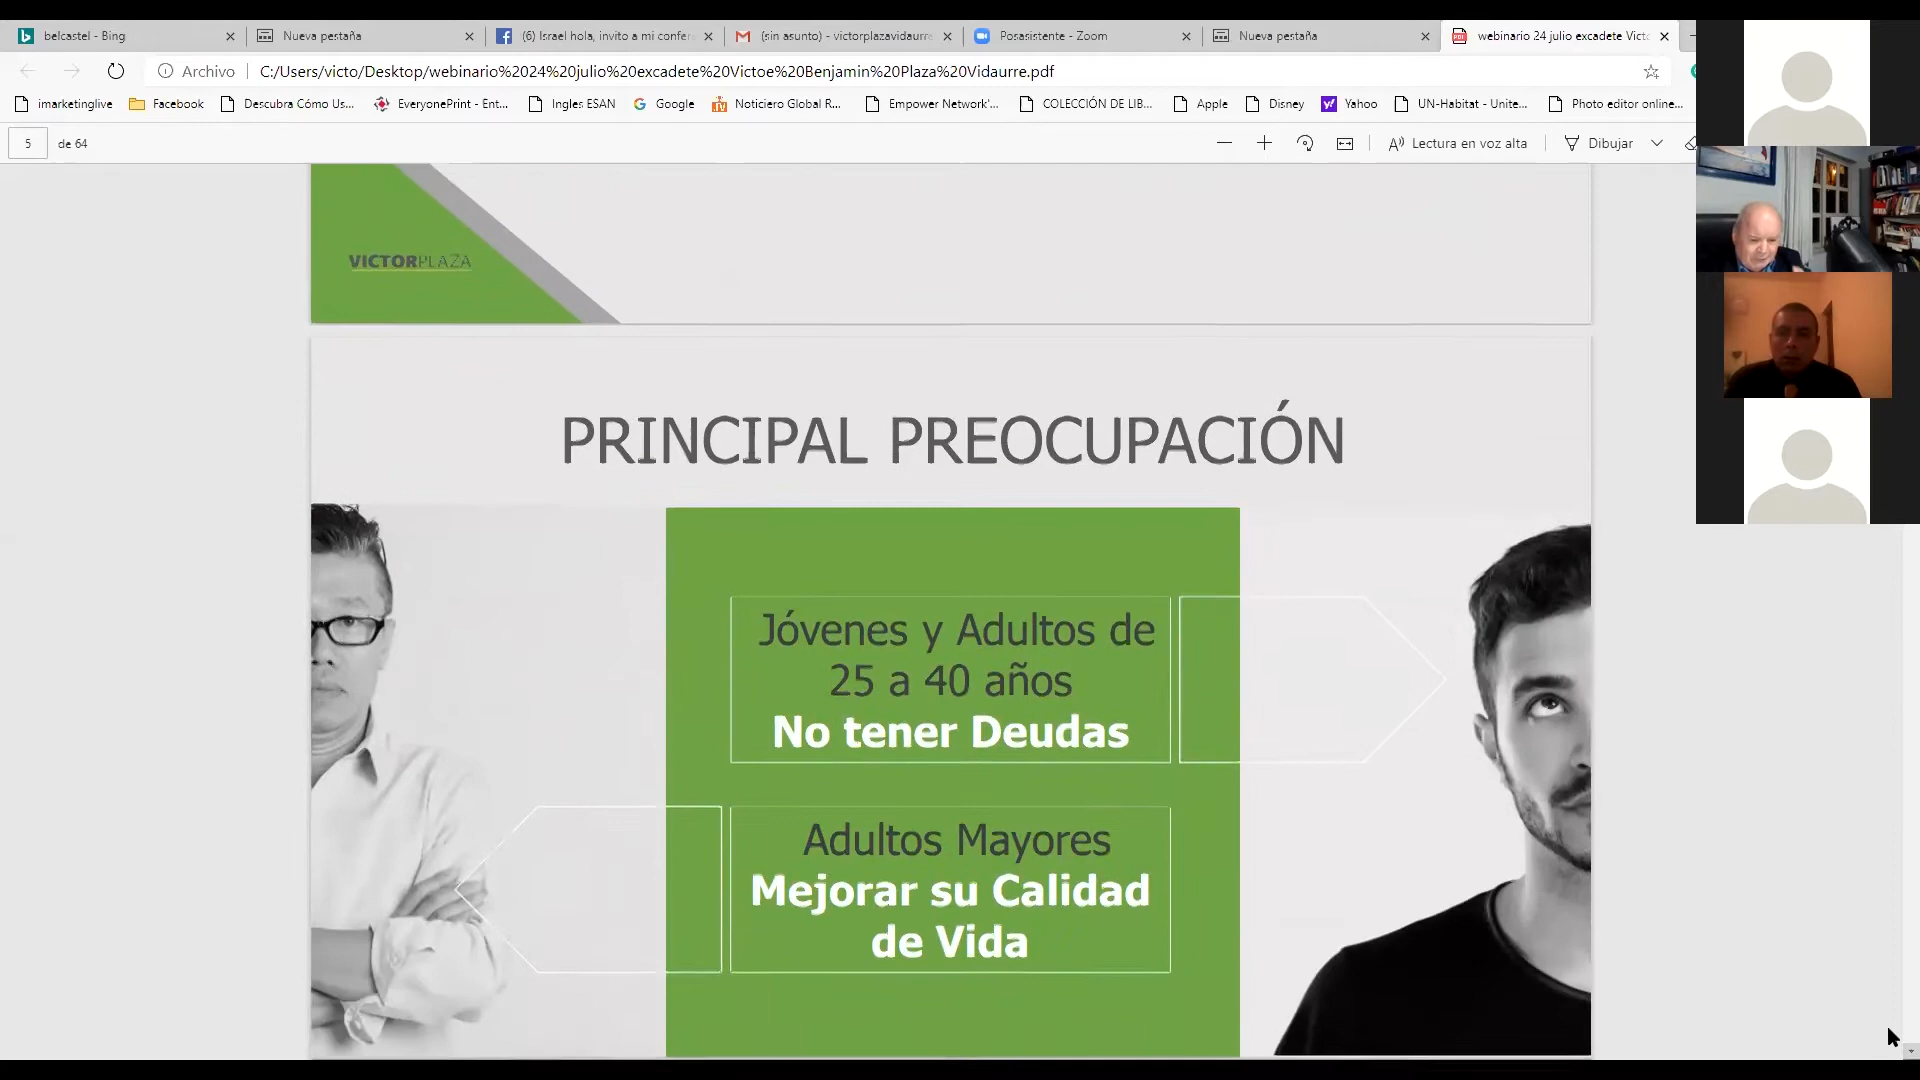 belcastel - Bing
Nueva pestaña
(6) Israel hola, invito a mi confer
(sin asunto) - victorplazavidaurre
Posasistente - Zoom
Nueva pestaña
webinario 24 julio excadete Victo
Archivo
C:/Users/victo/Desktop/webinario%2024%20julio%20excadete%20Victoe%20Benjamin%20Plaza%20Vidaurre.pdf
imarketinglive
Facebook
Descubra Cómo Us...
EveryonePrint - Ent...
Ingles ESAN
Google
Noticiero Global R...
Empower Network'...
COLECCIÓN DE LIB...
Apple
Disney
Yahoo
UN-Habitat - Unite...
Photo editor online...
5 de 64
Lectura en voz alta
Dibujar
VICTORPLAZA
PRINCIPAL PREOCUPACIÓN
Jóvenes y Adultos de
25 a 40 años
No tener Deudas
Adultos Mayores
Mejorar su Calidad
de Vida